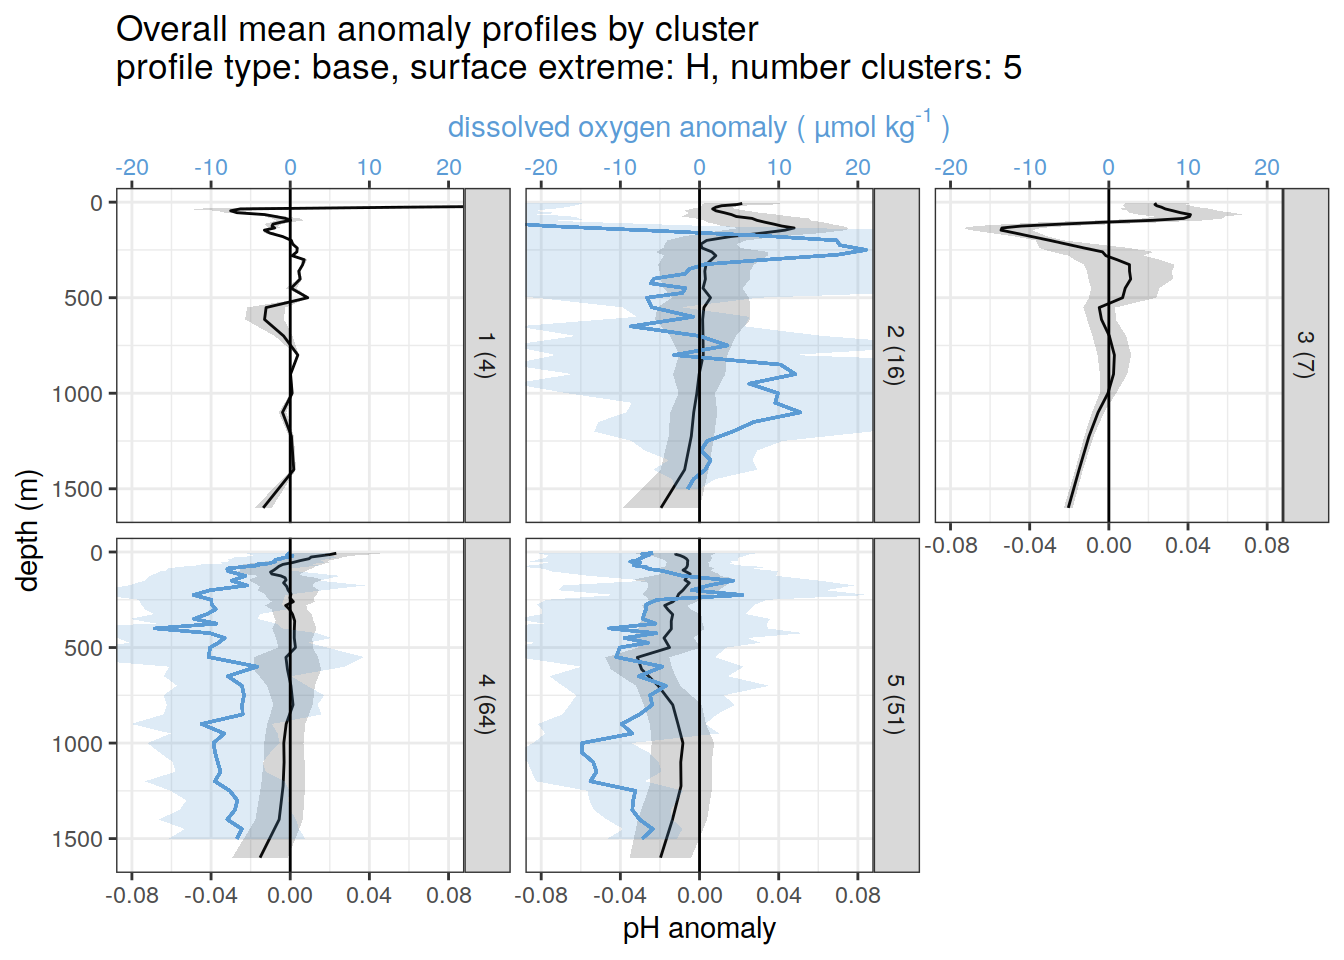 Overall mean anomaly profiles by cluster
profile type: base, surface extreme: H, number clusters: 5
dissolved oxygen anomaly ( µmol kg⁻¹ )
-20 -10 0 10 20 -20 -10 0 10 20 -20 -10 0 10 20
0
500
1000
1500
1 (4)
2 (16)
3 (7)
-0.08 -0.04 0.00 0.04 0.08
depth (m)
0
500
1000
1500
4 (64)
5 (51)
-0.08 -0.04 0.00 0.04 0.08 -0.08 -0.04 0.00 0.04 0.08
pH anomaly